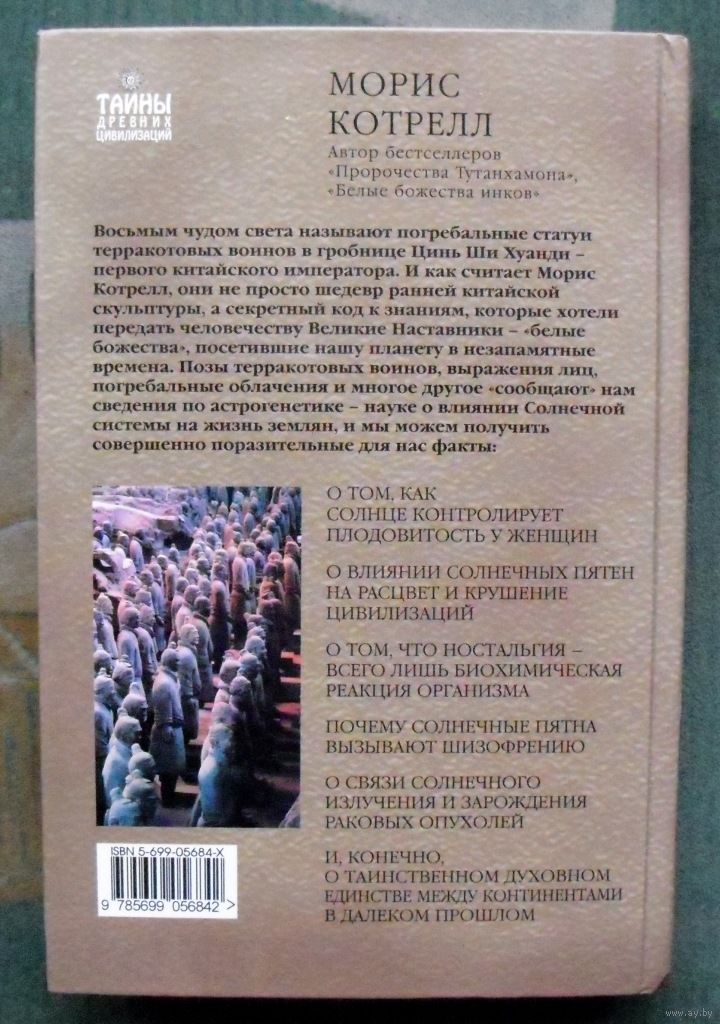 ТАЙНЫ
ДРЕВНИХ
ЦИВИЛИЗАЦИЙ
МОРИС
КОТРЕЛЛ
Автор бестселлеров
«Пророчества Тутанхамона»,
«Белые божества инков»
Восьмым чудом света называют погребальные статуи
терракотовых воинов в гробнице Цинь Ши Хуанди –
первого китайского императора. И как считает Морис
Котрелл, они не просто шедевр ранней китайской
скульптуры, а секретный код к знаниям, которые хотели
передать человечеству Великие Наставники – «белые
божества», посетившие нашу планету в незапамятные
времена. Позы терракотовых воинов, выражения лиц,
погребальные облачения и многое другое «сообщают» нам
сведения по астрогенетике – науке о влиянии Солнечной
системы на жизнь землян, и мы можем получить
совершенно поразительные для нас факты:
О ТОМ, КАК
СОЛНЦЕ КОНТРОЛИРУЕТ
ПЛОДОВИТОСТЬ У ЖЕНЩИН
О ВЛИЯНИИ СОЛНЕЧНЫХ ПЯТЕН
НА РАСЦВЕТ И КРУШЕНИЕ
ЦИВИЛИЗАЦИЙ
О ТОМ, ЧТО НОСТАЛЬГИЯ –
ВСЕГО ЛИШЬ БИОХИМИЧЕСКАЯ
РЕАКЦИЯ ОРГАНИЗМА
ПОЧЕМУ СОЛНЕЧНЫЕ ПЯТНА
ВЫЗЫВАЮТ ШИЗОФРЕНИЮ
О СВЯЗИ СОЛНЕЧНОГО
ИЗЛУЧЕНИЯ И ЗАРОЖДЕНИЯ
РАКОВЫХ ОПУХОЛЕЙ
И, КОНЕЧНО,
О ТАИНСТВЕННОМ ДУХОВНОМ
ЕДИНСТВЕ МЕЖДУ КОНТИНЕНТАМИ
В ДАЛЕКОМ ПРОШЛОМ
ISBN 5-699-05684-X
9 785699 056842 >
www.ay.by